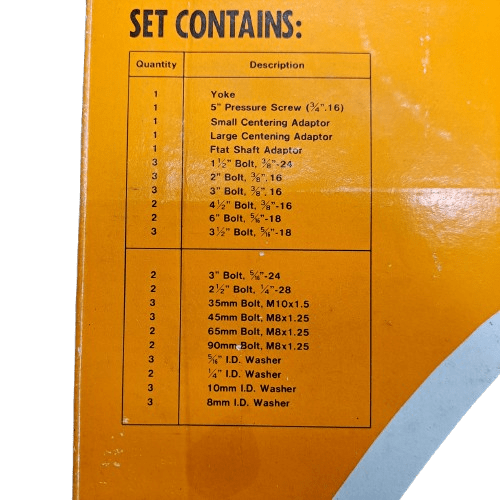 SET CONTAINS:
Quantity Description
1 Yoke
1 5" Pressure Screw (¾".16)
1 Small Centering Adaptor
1 Large Centening Adaptor
1 Ftat Shaft Adaptor
3 1½" Bolt, ⅜"-24
3 2" Bolt, ⅜".16
3 3" Bolt, ⅜".16
2 4½" Bolt, ⅜"-16
2 6" Bolt, 5⁄16"-18
3 3½" Bolt, 5⁄16"-18
2 3" Bolt, 5⁄16"-24
2 2½" Bolt, ¼"-28
3 35mm Bolt, M10x1.5
3 45mm Bolt, M8x1.25
2 65mm Bolt, M8x1.25
2 90mm Bolt, M8x1.25
3 5⁄16" I.D. Washer
2 ¼" I.D. Washer
3 10mm I.D. Washer
3 8mm I.D. Washer